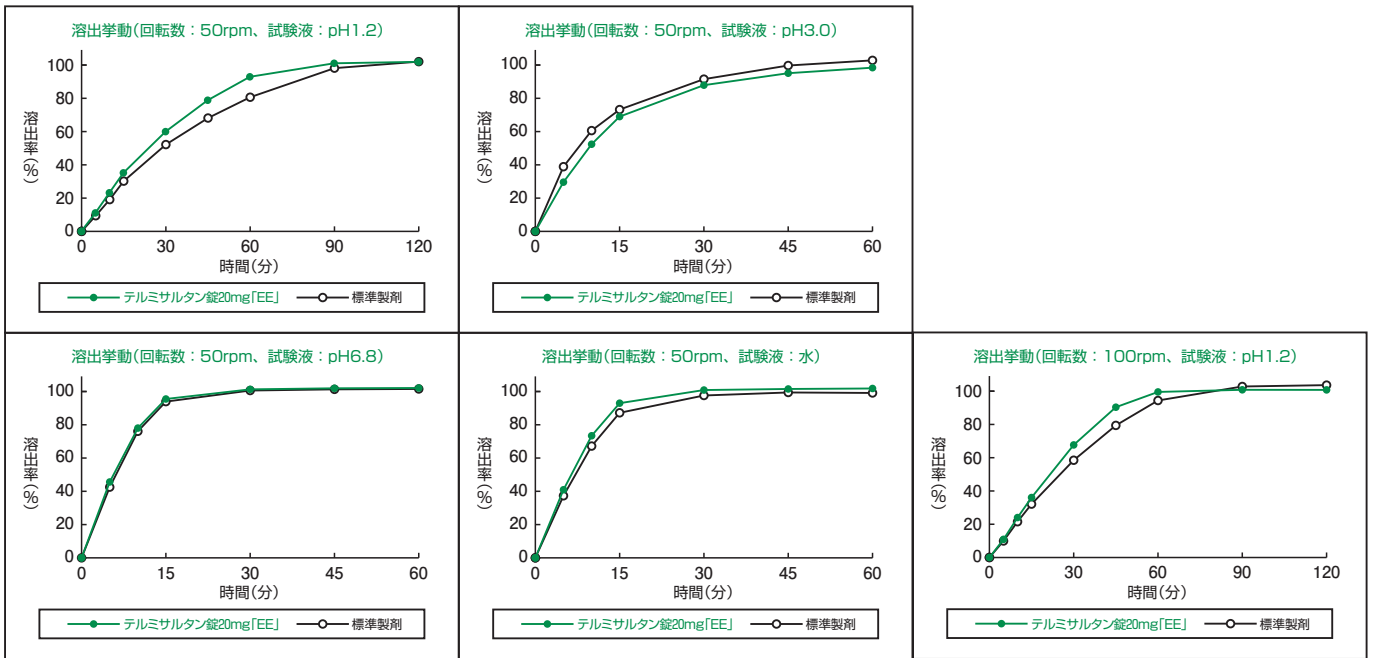 溶出挙動(回転数：50rpm、試験液：pH1.2)
溶出率(%)
100
80
60
40
20
0
0 30 60 90 120
時間(分)
テルミサルタン錠20mg「EE」 標準製剤
溶出挙動(回転数：50rpm、試験液：pH3.0)
溶出率(%)
100
80
60
40
20
0
0 15 30 45 60
時間(分)
テルミサルタン錠20mg「EE」 標準製剤
溶出挙動(回転数：50rpm、試験液：pH6.8)
溶出率(%)
100
80
60
40
20
0
0 15 30 45 60
時間(分)
テルミサルタン錠20mg「EE」 標準製剤
溶出挙動(回転数：50rpm、試験液：水)
溶出率(%)
100
80
60
40
20
0
0 15 30 45 60
時間(分)
テルミサルタン錠20mg「EE」 標準製剤
溶出挙動(回転数：100rpm、試験液：pH1.2)
溶出率(%)
100
80
60
40
20
0
0 30 60 90 120
時間(分)
テルミサルタン錠20mg「EE」 標準製剤